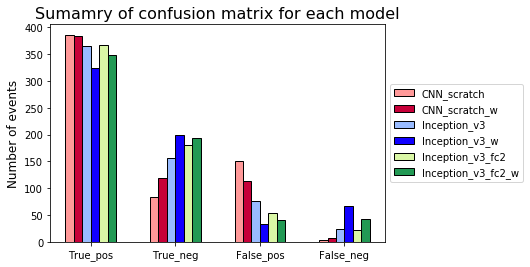 Sumamry of confusion matrix for each model
Number of events
400
350
300
250
200
150
100
50
0
True_pos
True_neg
False_pos
False_neg
CNN_scratch
CNN_scratch_w
Inception_v3
Inception_v3_w
Inception_v3_fc2
Inception_v3_fc2_w